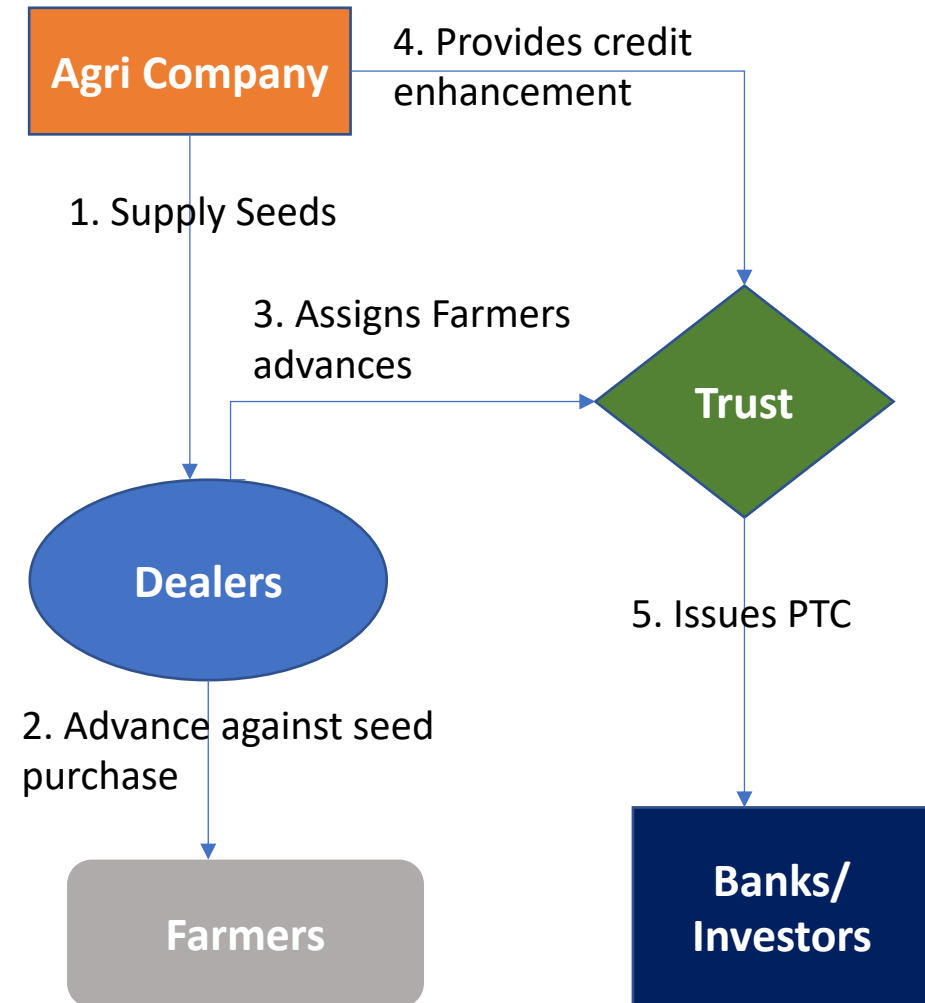 Agri Company
4. Provides credit
enhancement
1. Supply Seeds
3. Assigns Farmers
advances
Trust
Dealers
5. Issues PTC
2. Advance against seed
purchase
Farmers
Banks/
Investors